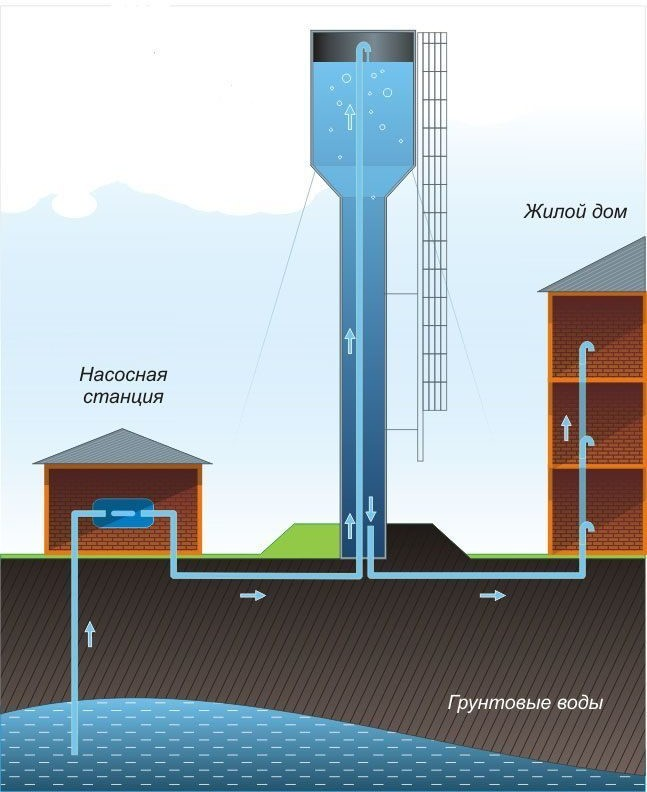 Жилой дом
Насосная
станция
Грунтовые воды